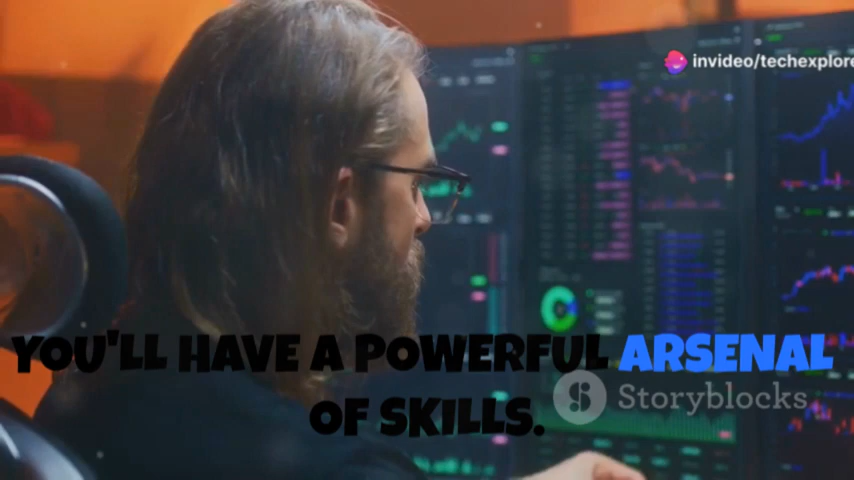 invideo/techexplore
YOU'LL HAVE A POWERFUL ARSENAL
OF SKILLS.
Storyblocks